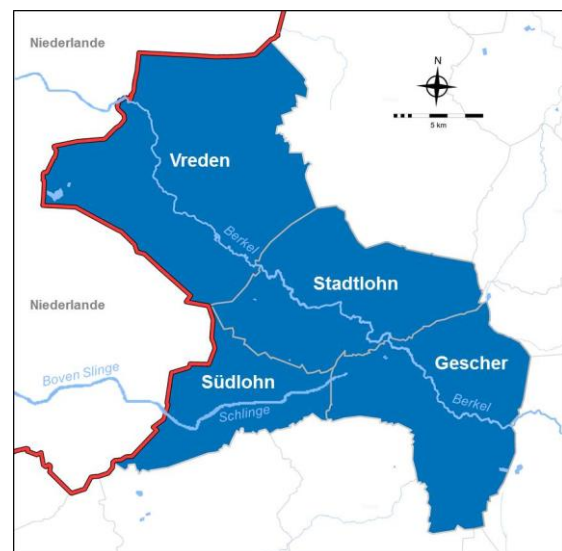 Niederlande
N
5 km
Vreden
Berkel
Stadtlohn
Niederlande
Gescher
Boven Slinge
Südlohn
Schlinge
Berkel